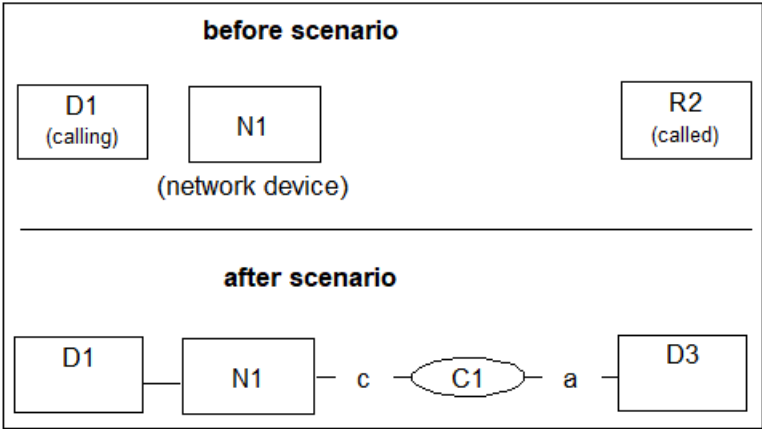 before scenario
D1
(calling)
N1
R2
(called)
(network device)
after scenario
D1
N1
c
C1
a
D3